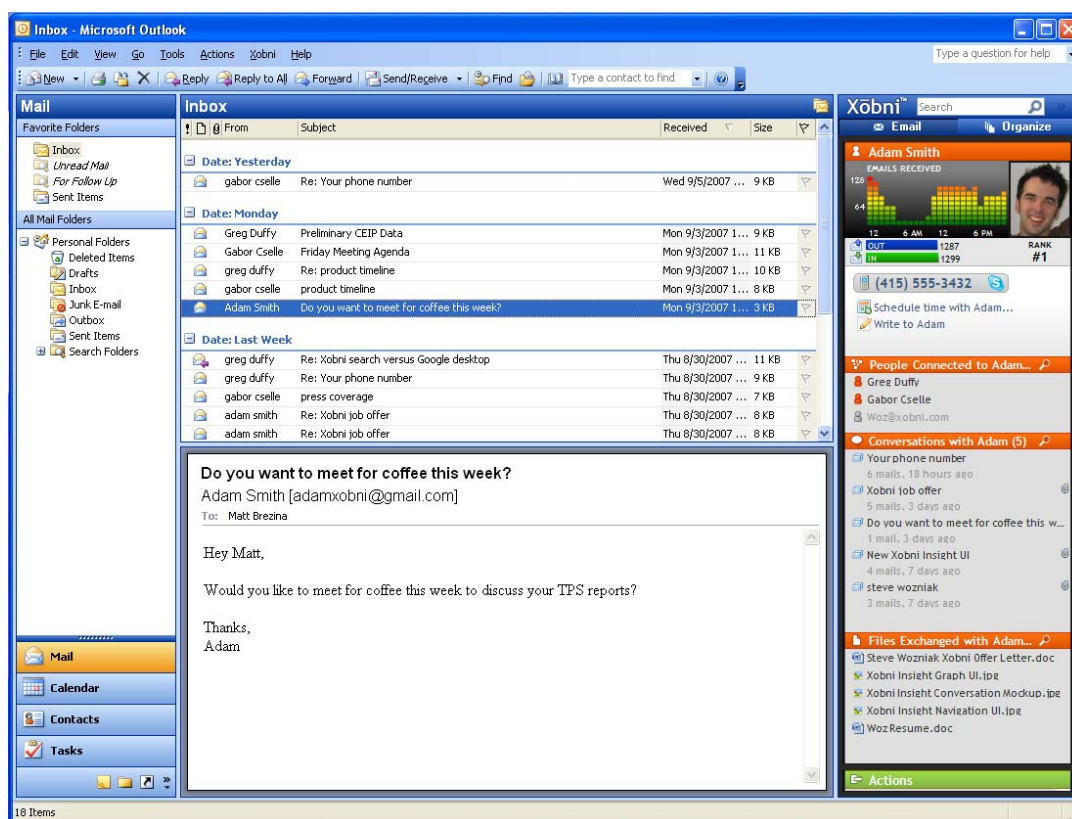 Inbox - Microsoft Outlook
File Edit View Go Tools Actions Xobni Help
Type a question for help
New Reply Reply to All Forward Send/Receive Find Type a contact to find
Mail
Favorite Folders
Inbox
Unread Mail
For Follow Up
Sent Items
All Mail Folders
Personal Folders
Deleted Items
Drafts
Inbox
Junk E-mail
Outbox
Sent Items
Search Folders
Mail
Calendar
Contacts
Tasks
18 Items
Inbox
From Subject Received Size
Date: Yesterday
gabor cselle Re: Your phone number Wed 9/5/2007 ... 9 KB
Date: Monday
Greg Duffy Preliminary CEIP Data Mon 9/3/2007 1... 9 KB
Gabor Cselle Friday Meeting Agenda Mon 9/3/2007 1... 11 KB
greg duffy Re: product timeline Mon 9/3/2007 1... 10 KB
gabor cselle product timeline Mon 9/3/2007 1... 8 KB
Adam Smith Do you want to meet for coffee this week? Mon 9/3/2007 1... 3 KB
Date: Last Week
greg duffy Re: Xobni search versus Google desktop Thu 8/30/2007 ... 11 KB
greg duffy Re: Your phone number Thu 8/30/2007 ... 9 KB
gabor cselle press coverage Thu 8/30/2007 ... 7 KB
adam smith Re: Xobni job offer Thu 8/30/2007 ... 8 KB
adam smith Re: Xobni job offer Thu 8/30/2007 ... 8 KB
Do you want to meet for coffee this week?
Adam Smith [adamxobni@gmail.com]
To: Matt Brezina
Hey Matt,
Would you like to meet for coffee this week to discuss your TPS reports?
Thanks,
Adam
Xōbni™ Search
Email Organize
Adam Smith
EMAILS RECEIVED
128
64
12 6 AM 12 6 PM
OUT 1287 RANK
IN 1299 #1
(415) 555-3432
Schedule time with Adam...
Write to Adam
People Connected to Adam...
Greg Duffy
Gabor Cselle
Woz@xobni.com
Conversations with Adam (5)
Your phone number
6 mails, 18 hours ago
Xobni job offer
5 mails, 3 days ago
Do you want to meet for coffee this w...
1 mail, 3 days ago
New Xobni Insight UI
4 mails, 7 days ago
steve wozniak
3 mails, 7 days ago
Files Exchanged with Adam...
Steve Wozniak Xobni Offer Letter.doc
Xobni Insight Graph UI.jpg
Xobni Insight Conversation Mockup.jpg
Xobni Insight Navigation UI.jpg
Woz Resume.doc
Actions